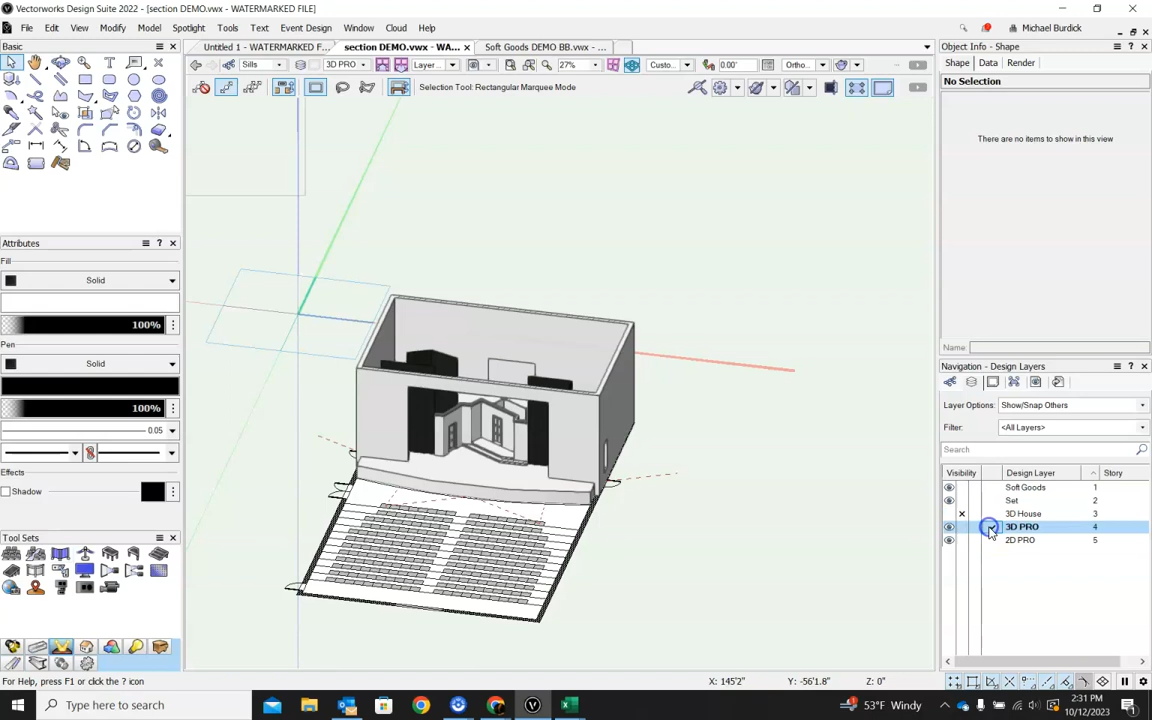 Vectorworks Design Suite 2022 - [section DEMO.vwx - WATERMARKED FILE]
File Edit View Modify Model Spotlight Tools Text Event Design Window Cloud Help Michael Burdick
Basic
Untitled 1 - WATERMARKED F... section DEMO.vwx - WA... Soft Goods DEMO BB.vwx - ...
Sills 3D PRO Layer ... 27% Custo... 0.00' Ortho...
Selection Tool: Rectangular Marquee Mode
Object Info - Shape
Shape Data Render
No Selection
There are no items to show in this view
Name:
Attributes
Fill
Solid
100%
Pen
Solid
100%
0.05
Effects
Shadow
Tool Sets
Navigation - Design Layers
Layer Options: Show/Snap Others
Filter: <All Layers>
Search
Visibility Design Layer # Story
Soft Goods 1
Set 2
3D House 3
3D PRO 4
2D PRO 5
For Help, press F1 or click the ? icon
X: 145'2" Y: -56'1.8" Z: 0"
Type here to search
53°F Windy
2:31 PM
10/12/2023